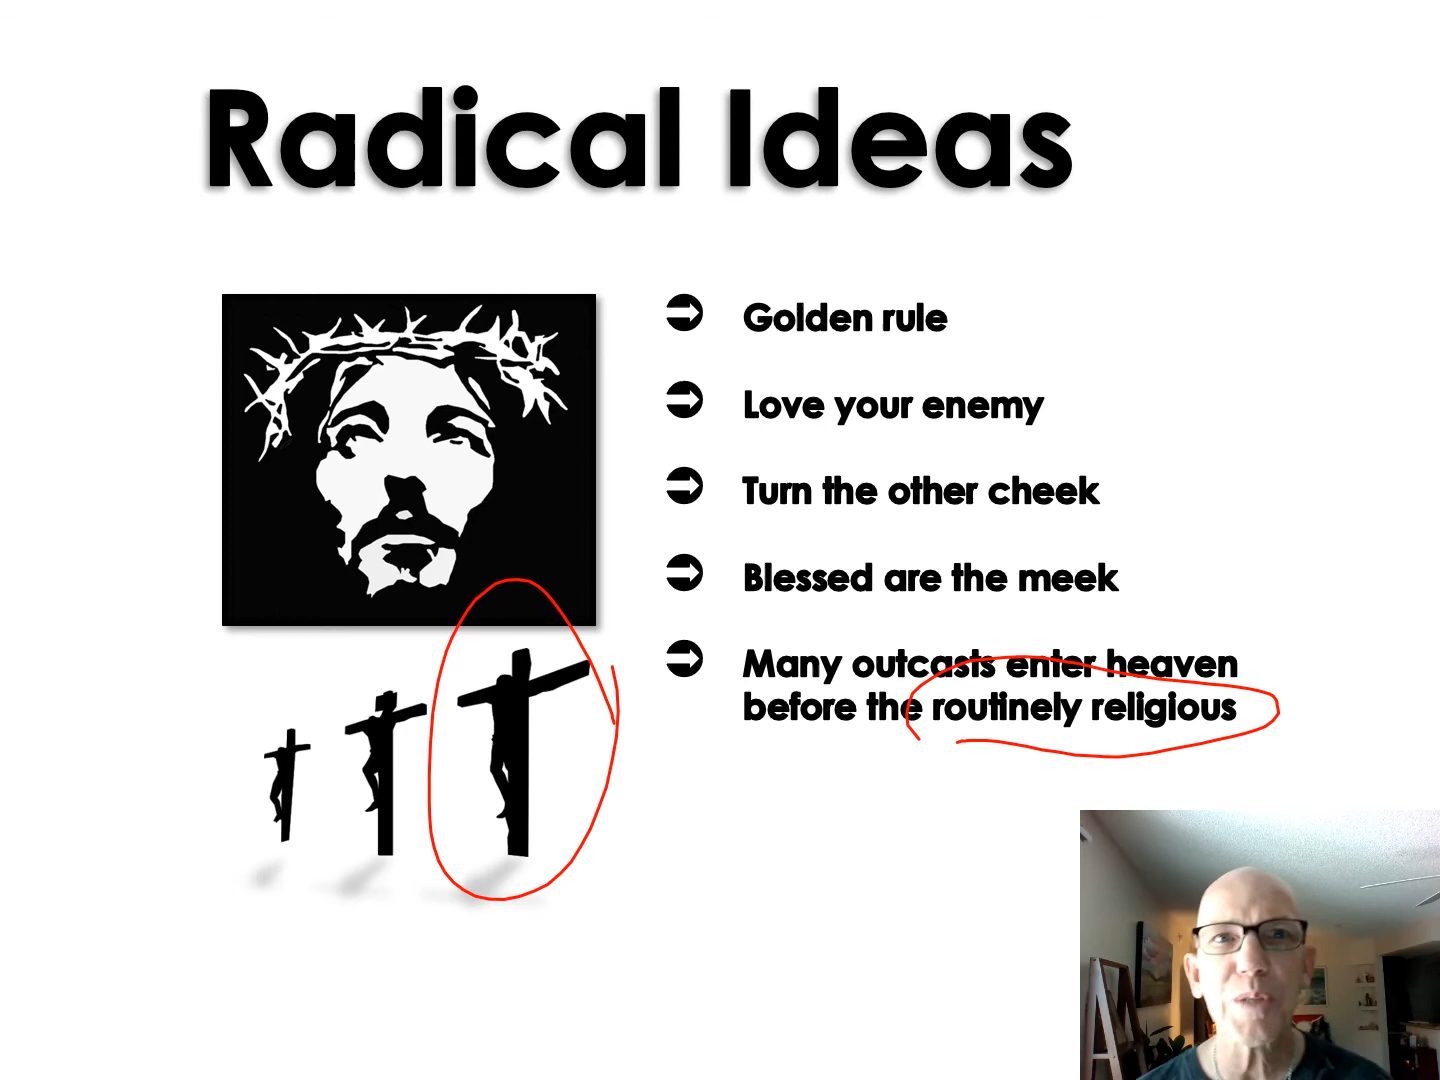 Radical Ideas
Golden rule
Love your enemy
Turn the other cheek
Blessed are the meek
Many outcasts enter heaven
before the routinely religious